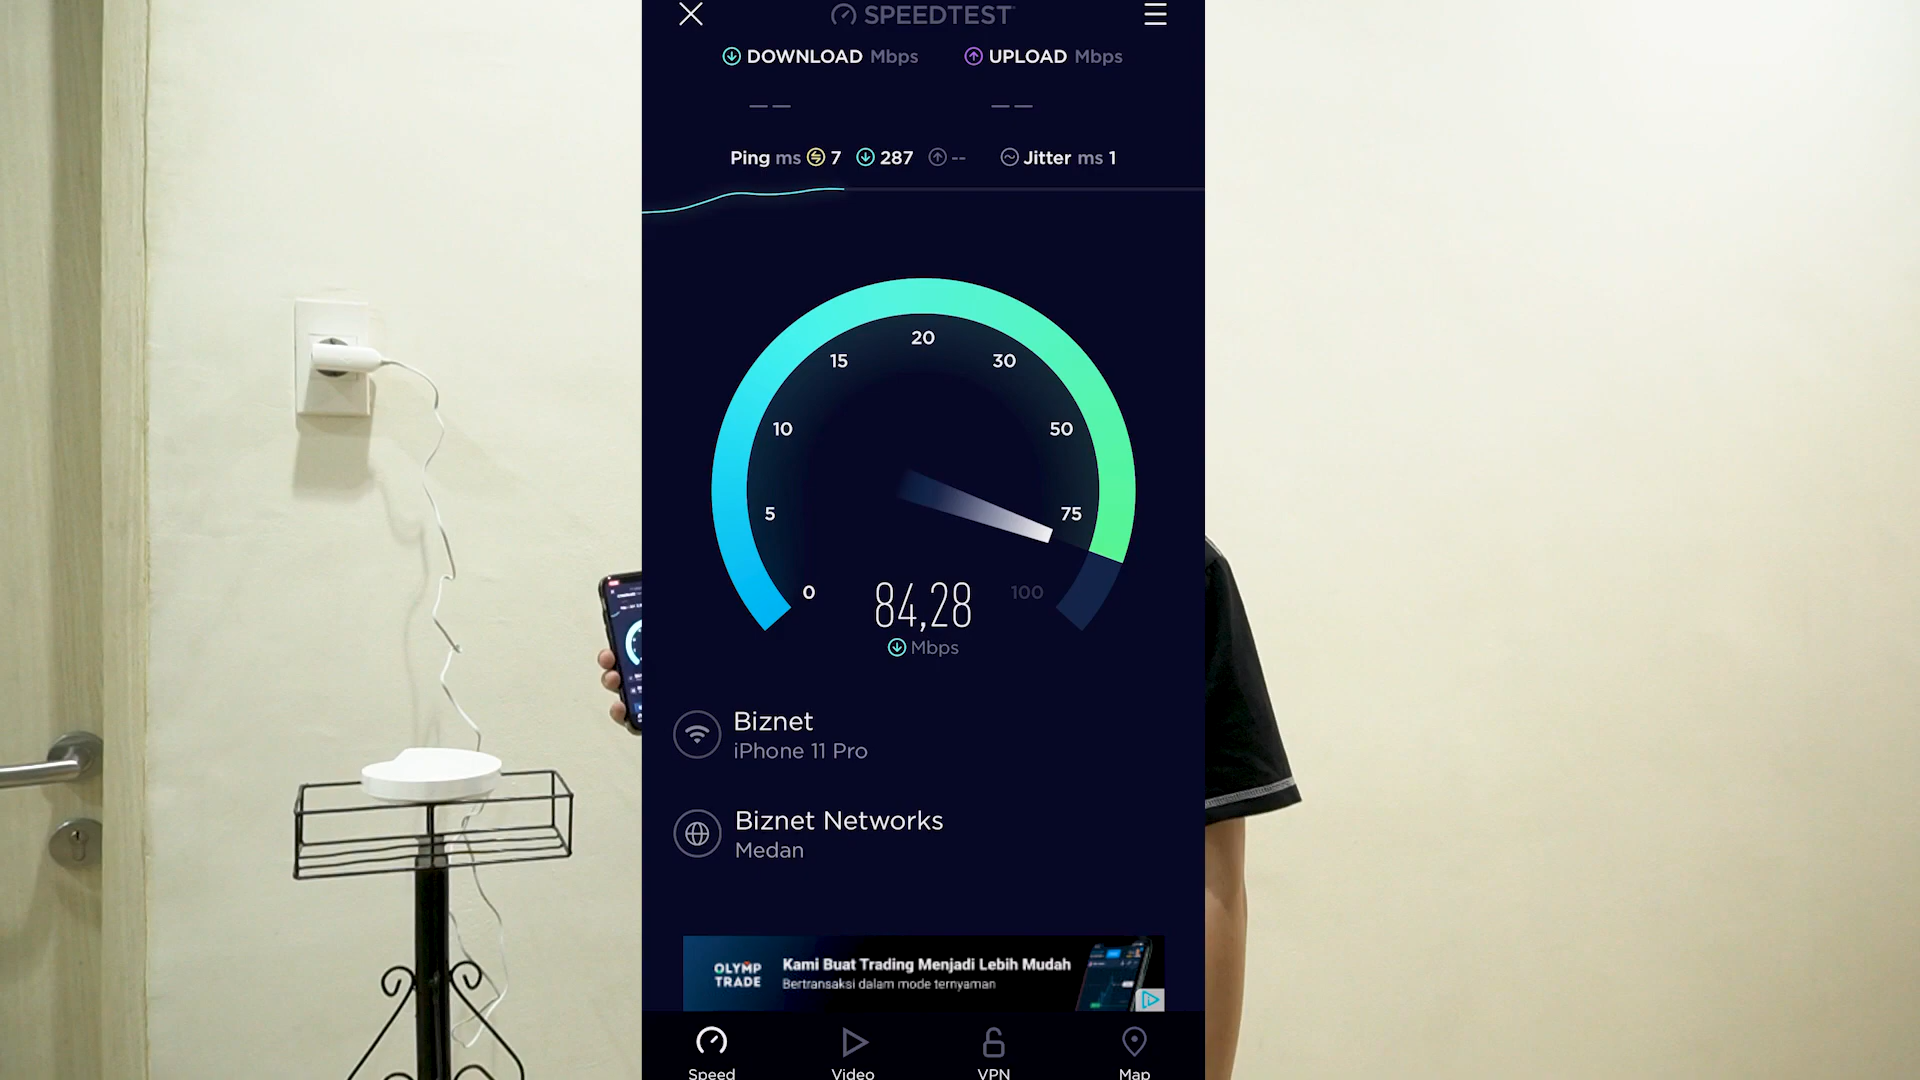 SPEEDTEST
DOWNLOAD Mbps
UPLOAD Mbps
— —
— —
Ping ms 7 287 -- Jitter ms 1
0
5
10
15
20
30
50
75
100
84,28
Mbps
Biznet
iPhone 11 Pro
Biznet Networks
Medan
OLYMP TRADE
Kami Buat Trading Menjadi Lebih Mudah
Bertransaksi dalam mode ternyaman
Speed
Video
VPN
Map